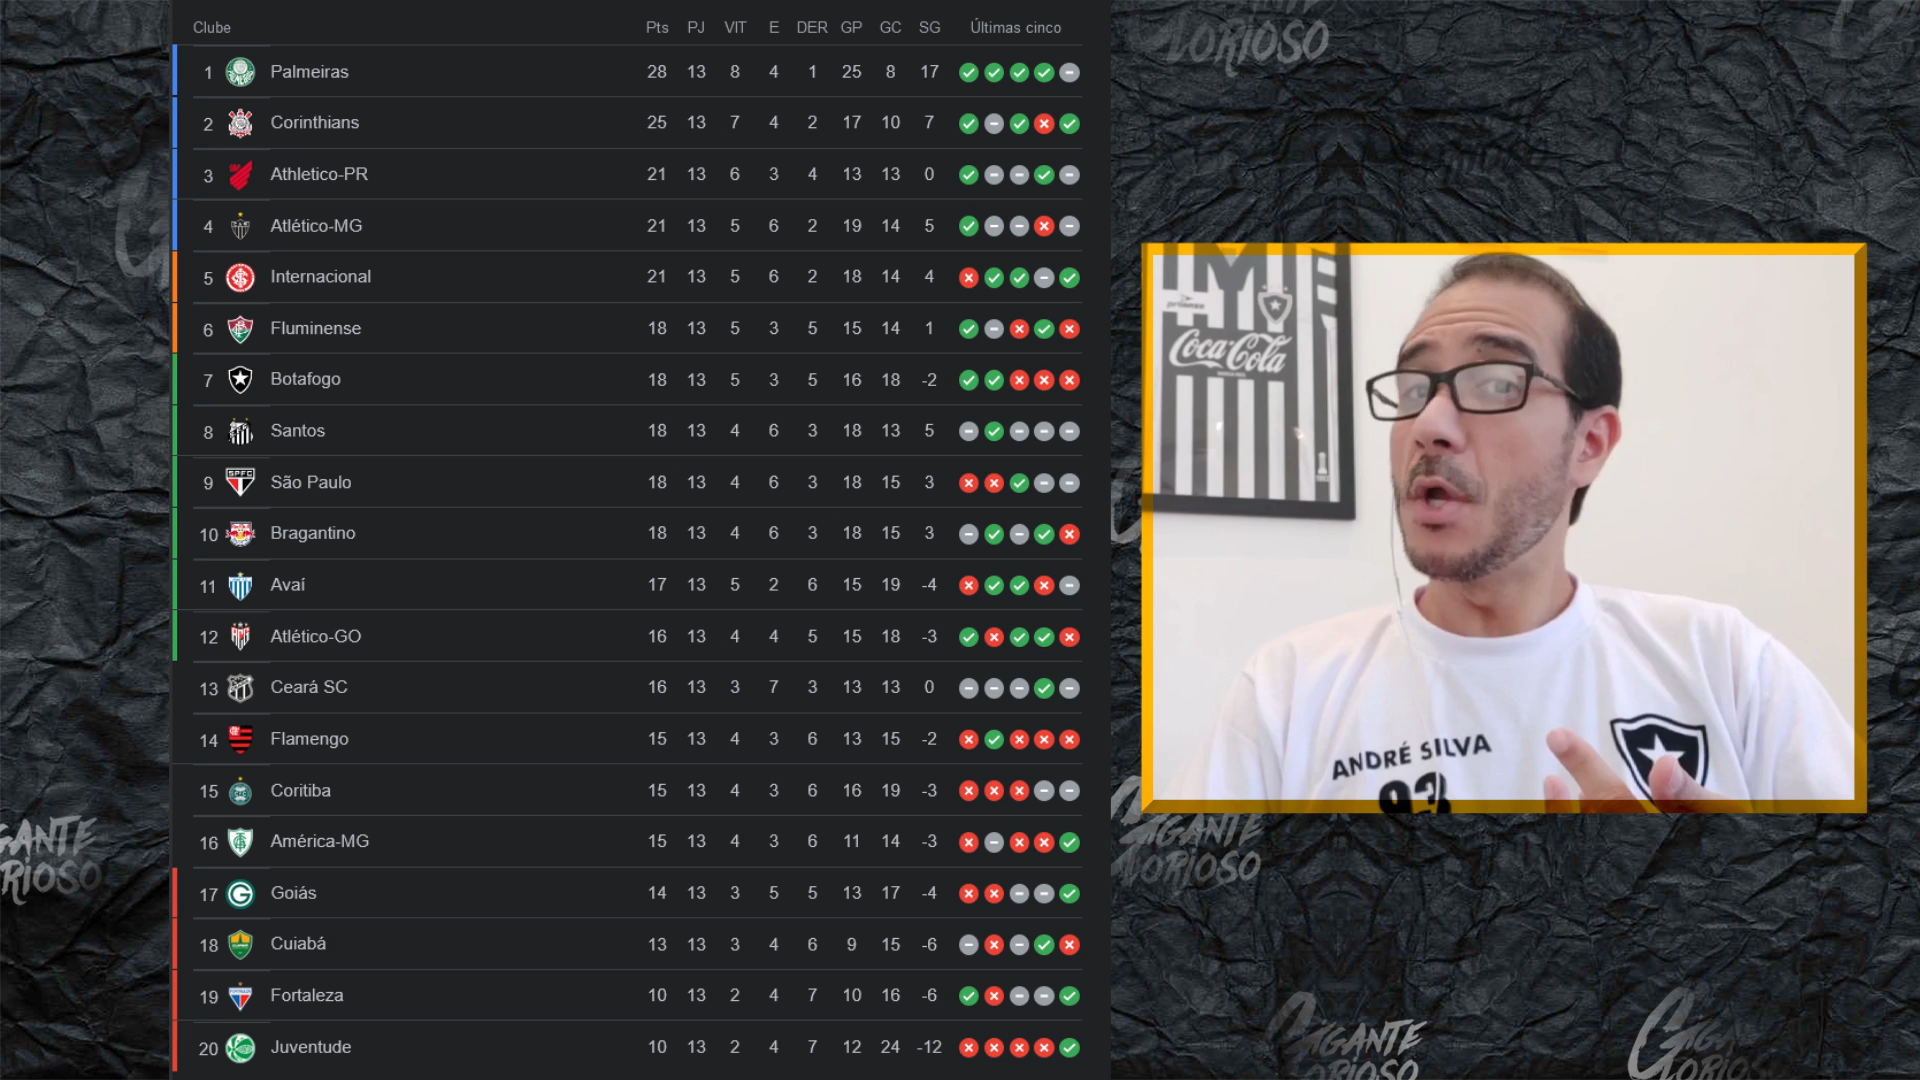 Clube Pts PJ VIT E DER GP GC SG Últimas cinco
1 Palmeiras 28 13 8 4 1 25 8 17
2 Corinthians 25 13 7 4 2 17 10 7
3 Athletico-PR 21 13 6 3 4 13 13 0
4 Atlético-MG 21 13 5 6 2 19 14 5
5 Internacional 21 13 5 6 2 18 14 4
6 Fluminense 18 13 5 3 5 15 14 1
7 Botafogo 18 13 5 3 5 16 18 -2
8 Santos 18 13 4 6 3 18 13 5
9 São Paulo 18 13 4 6 3 18 15 3
10 Bragantino 18 13 4 6 3 18 15 3
11 Avaí 17 13 5 2 6 15 19 -4
12 Atlético-GO 16 13 4 4 5 15 18 -3
13 Ceará SC 16 13 3 7 3 13 13 0
14 Flamengo 15 13 4 3 6 13 15 -2
15 Coritiba 15 13 4 3 6 16 19 -3
16 América-MG 15 13 4 3 6 11 14 -3
17 Goiás 14 13 3 5 5 13 17 -4
18 Cuiabá 13 13 3 4 6 9 15 -6
19 Fortaleza 10 13 2 4 7 10 16 -6
20 Juventude 10 13 2 4 7 12 24 -12
Coca-Cola
ANDRÉ SILVA
93
GIGANTE
GLORIOSO
GIGANTE
GLORIOSO